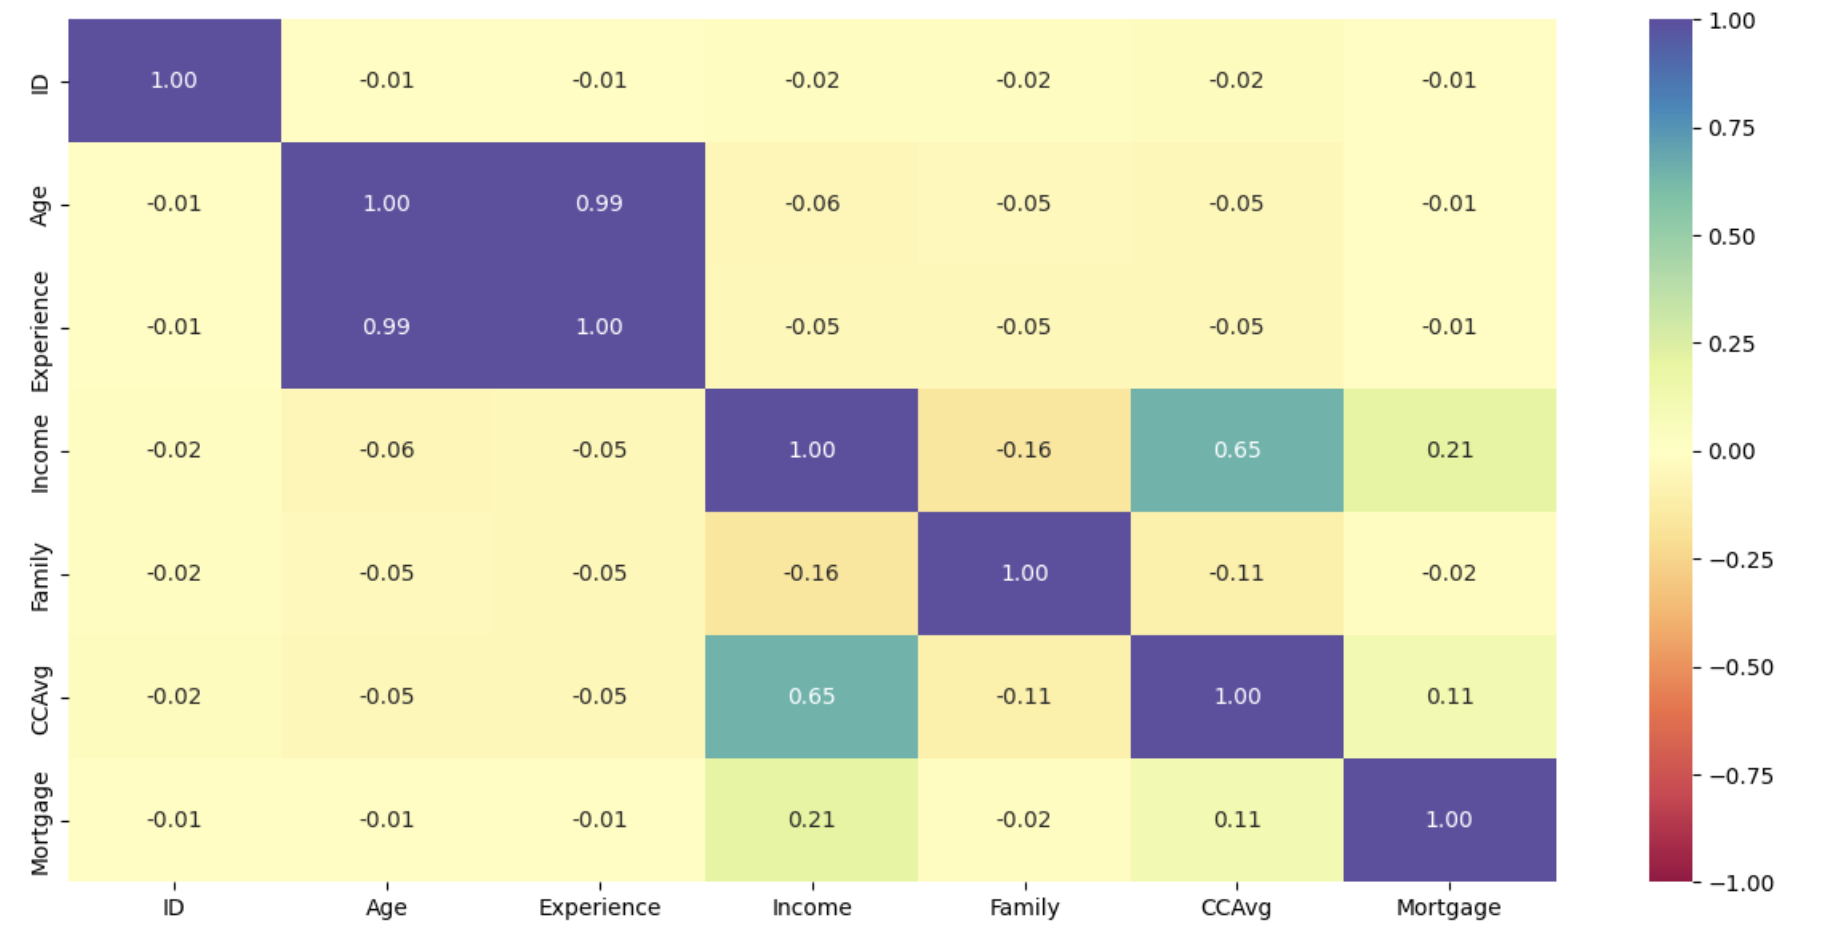 ID 1.00 -0.01 -0.01 -0.02 -0.02 -0.02 -0.01
Age -0.01 1.00 0.99 -0.06 -0.05 -0.05 -0.01
Experience -0.01 0.99 1.00 -0.05 -0.05 -0.05 -0.01
Income -0.02 -0.06 -0.05 1.00 -0.16 0.65 0.21
Family -0.02 -0.05 -0.05 -0.16 1.00 -0.11 -0.02
CCAvg -0.02 -0.05 -0.05 0.65 -0.11 1.00 0.11
Mortgage -0.01 -0.01 -0.01 0.21 -0.02 0.11 1.00
ID Age Experience Income Family CCAvg Mortgage
1.00
0.75
0.50
0.25
0.00
−0.25
−0.50
−0.75
−1.00